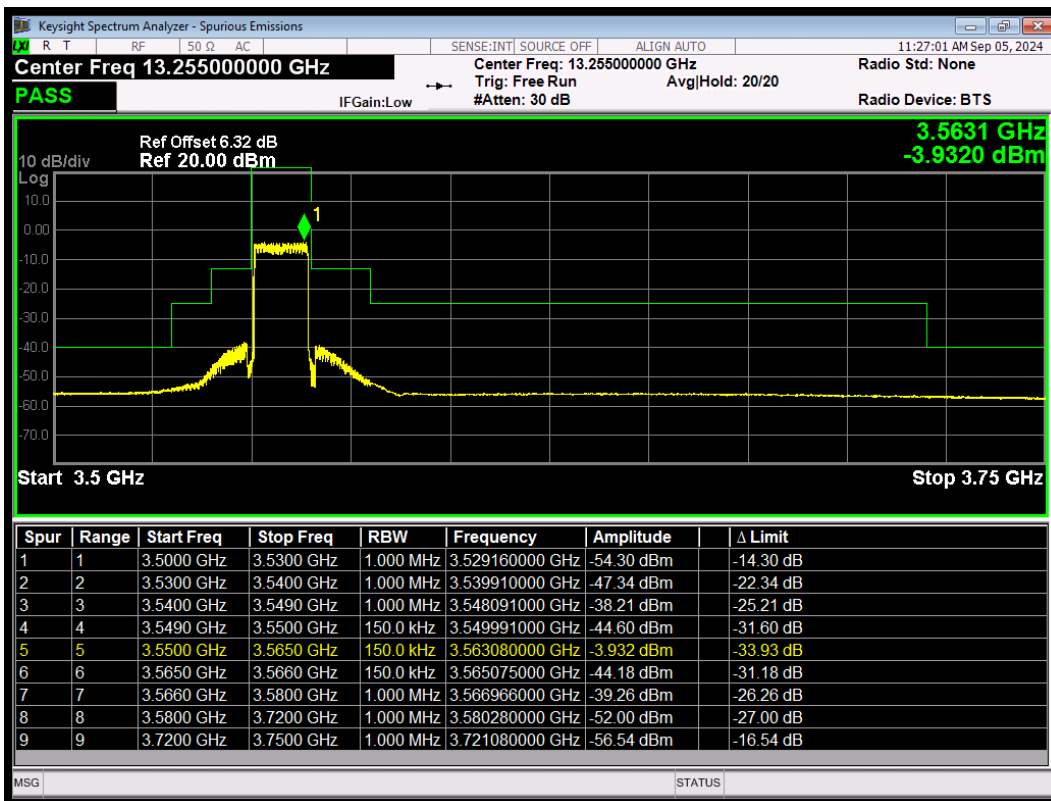 Keysight Spectrum Analyzer - Spurious Emissions
LXI R T RF 50 Ω AC SENSE:INT SOURCE OFF ALIGN AUTO 11:27:01 AM Sep 05, 2024
Center Freq 13.255000000 GHz Center Freq: 13.255000000 GHz Radio Std: None
Trig: Free Run Avg|Hold: 20/20
PASS IFGain:Low #Atten: 30 dB Radio Device: BTS
3.5631 GHz
Ref Offset 6.32 dB
-3.9320 dBm
10 dB/div Ref 20.00 dBm
Log
10.0
1
0.00
-10.0
-20.0
-30.0
-40.0
-50.0
-60.0
-70.0
Start 3.5 GHz Stop 3.75 GHz
Spur Range Start Freq Stop Freq RBW Frequency Amplitude Δ Limit
1 1 3.5000 GHz 3.5300 GHz 1.000 MHz 3.529160000 GHz -54.30 dBm -14.30 dB
2 2 3.5300 GHz 3.5400 GHz 1.000 MHz 3.539910000 GHz -47.34 dBm -22.34 dB
3 3 3.5400 GHz 3.5490 GHz 1.000 MHz 3.548091000 GHz -38.21 dBm -25.21 dB
4 4 3.5490 GHz 3.5500 GHz 150.0 kHz 3.549991000 GHz -44.60 dBm -31.60 dB
5 5 3.5500 GHz 3.5650 GHz 150.0 kHz 3.563080000 GHz -3.932 dBm -33.93 dB
6 6 3.5650 GHz 3.5660 GHz 150.0 kHz 3.565075000 GHz -44.18 dBm -31.18 dB
7 7 3.5660 GHz 3.5800 GHz 1.000 MHz 3.566966000 GHz -39.26 dBm -26.26 dB
8 8 3.5800 GHz 3.7200 GHz 1.000 MHz 3.580280000 GHz -52.00 dBm -27.00 dB
9 9 3.7200 GHz 3.7500 GHz 1.000 MHz 3.721080000 GHz -56.54 dBm -16.54 dB
MSG STATUS